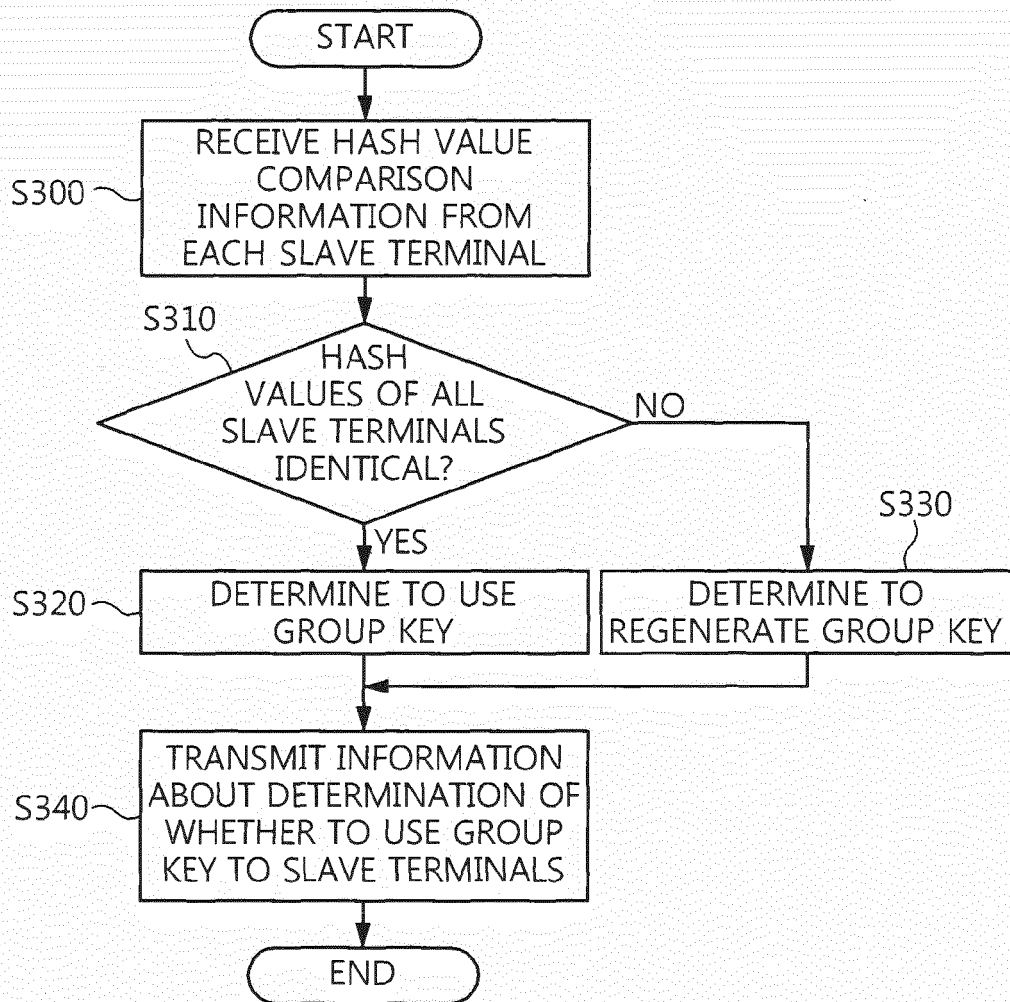 START
RECEIVE HASH VALUE
COMPARISON
INFORMATION FROM
EACH SLAVE TERMINAL
S300
S310
HASH
VALUES OF ALL
SLAVE TERMINALS
IDENTICAL?
NO
YES
S330
S320
DETERMINE TO USE
GROUP KEY
DETERMINE TO
REGENERATE GROUP KEY
S340
TRANSMIT INFORMATION
ABOUT DETERMINATION OF
WHETHER TO USE GROUP
KEY TO SLAVE TERMINALS
END